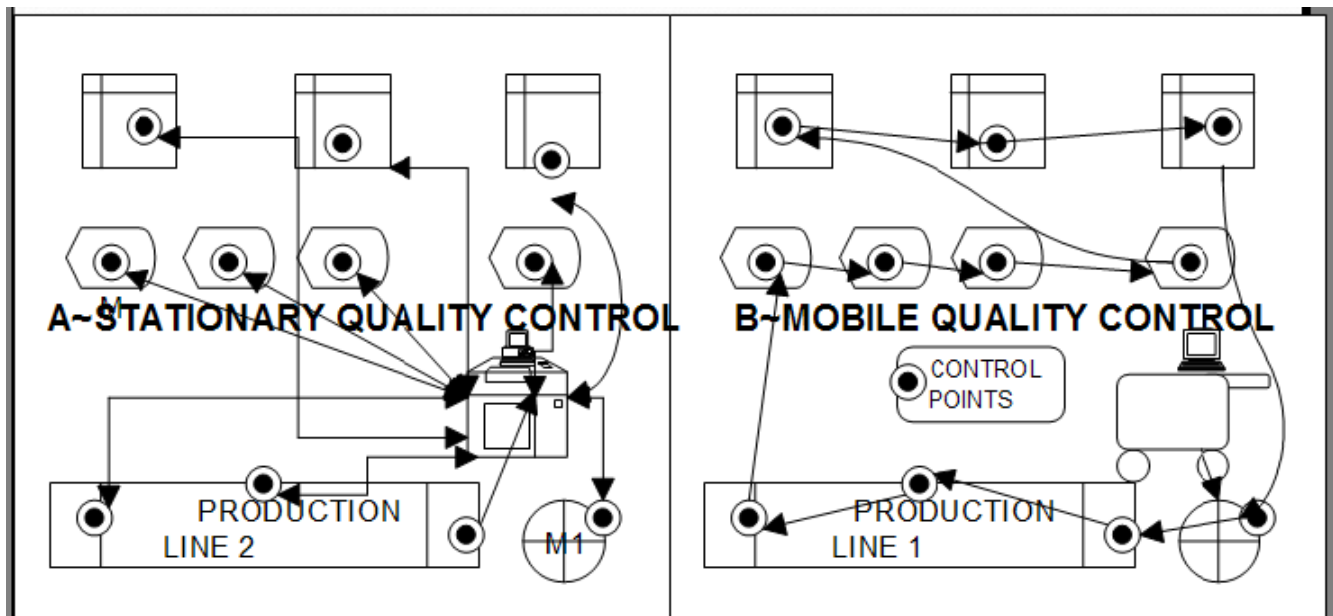 M
A~STATIONARY QUALITY CONTROL
B~MOBILE QUALITY CONTROL
CONTROL
POINTS
PRODUCTION
LINE 2
M1
PRODUCTION
LINE 1